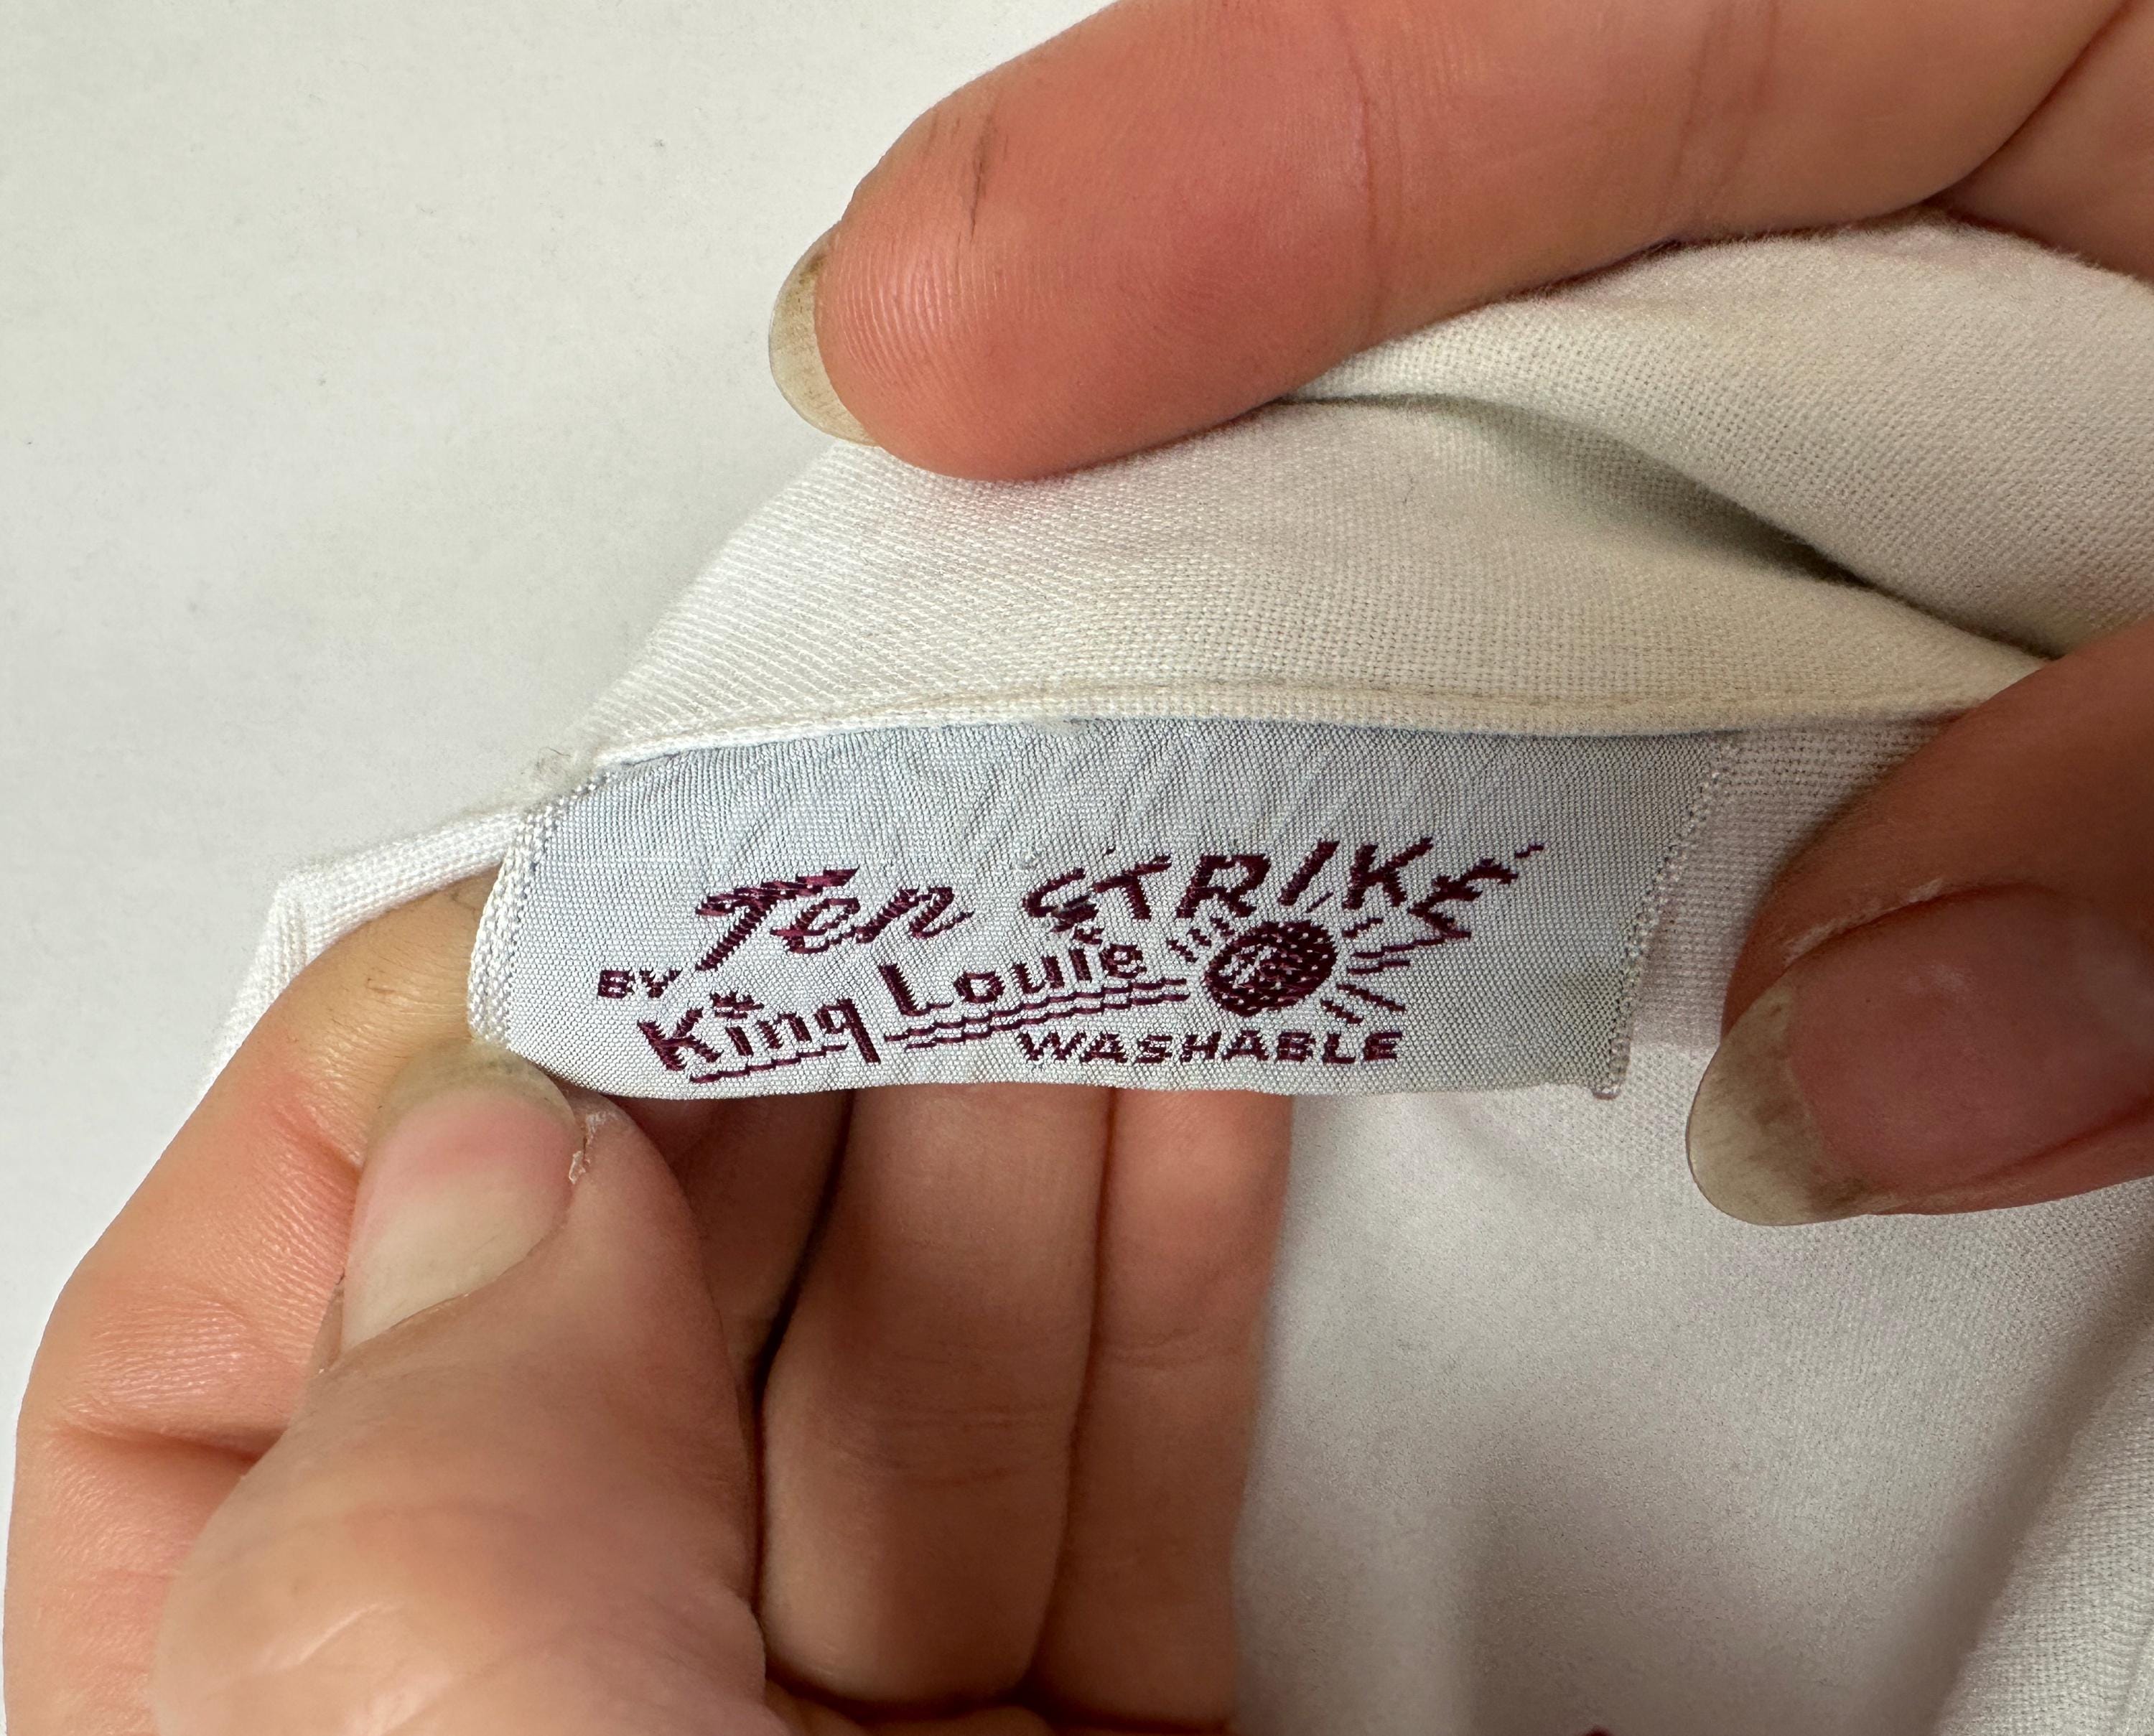 Ten STRIKE
BY King Louie
WASHABLE